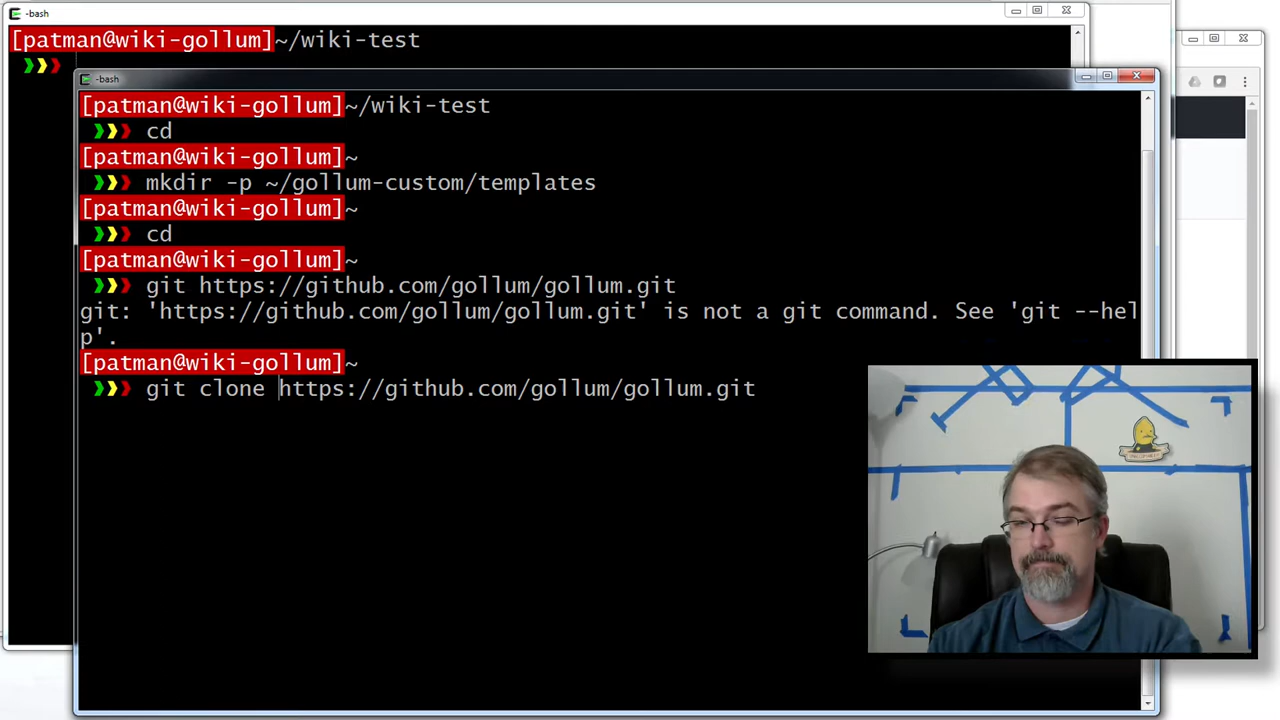 -bash
[patman@wiki-gollum]~/wiki-test
-bash
[patman@wiki-gollum]~/wiki-test
cd
[patman@wiki-gollum]~
mkdir -p ~/gollum-custom/templates
[patman@wiki-gollum]~
cd
[patman@wiki-gollum]~
git https://github.com/gollum/gollum.git
git: 'https://github.com/gollum/gollum.git' is not a git command. See 'git --hel
p'.
[patman@wiki-gollum]~
git clone https://github.com/gollum/gollum.git